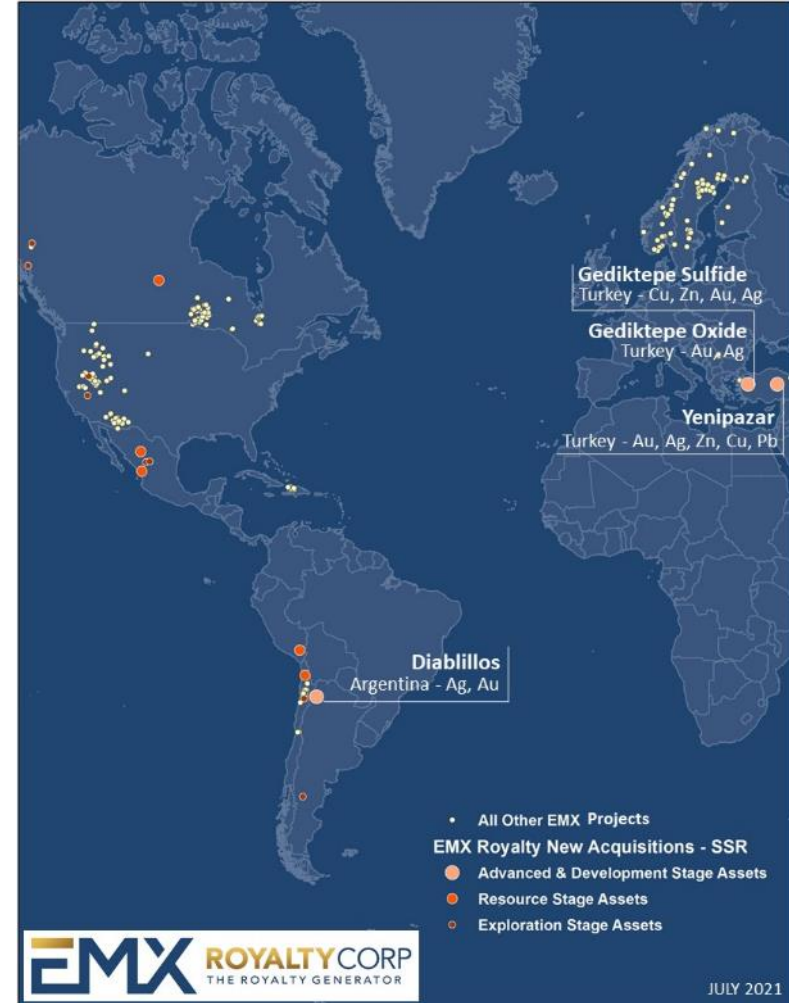 Gediktepe Sulfide
Turkey - Cu, Zn, Au, Ag
Gediktepe Oxide
Turkey - Au, Ag
Yenipazar
Turkey - Au, Ag, Zn, Cu, Pb
Diablillos
Argentina - Ag, Au
All Other EMX Projects
EMX Royalty New Acquisitions - SSR
Advanced & Development Stage Assets
Resource Stage Assets
Exploration Stage Assets
EMX ROYALTYCORP
THE ROYALTY GENERATOR
JULY 2021